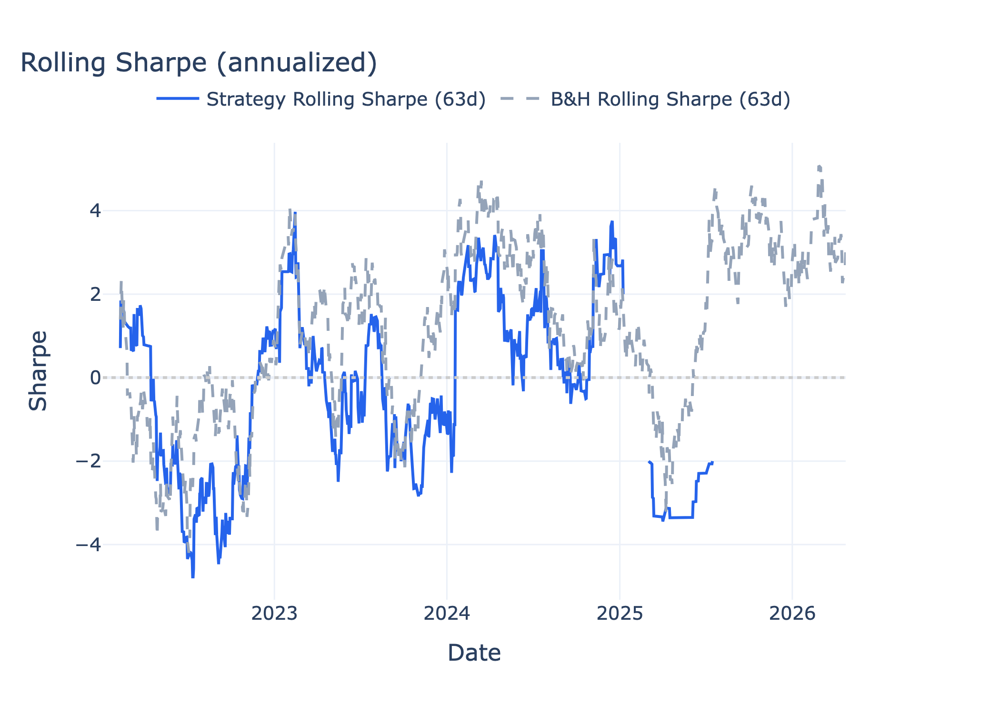 Rolling Sharpe (annualized)
Strategy Rolling Sharpe (63d)
B&H Rolling Sharpe (63d)
Sharpe
4
2
0
−2
−4
2023
2024
2025
2026
Date